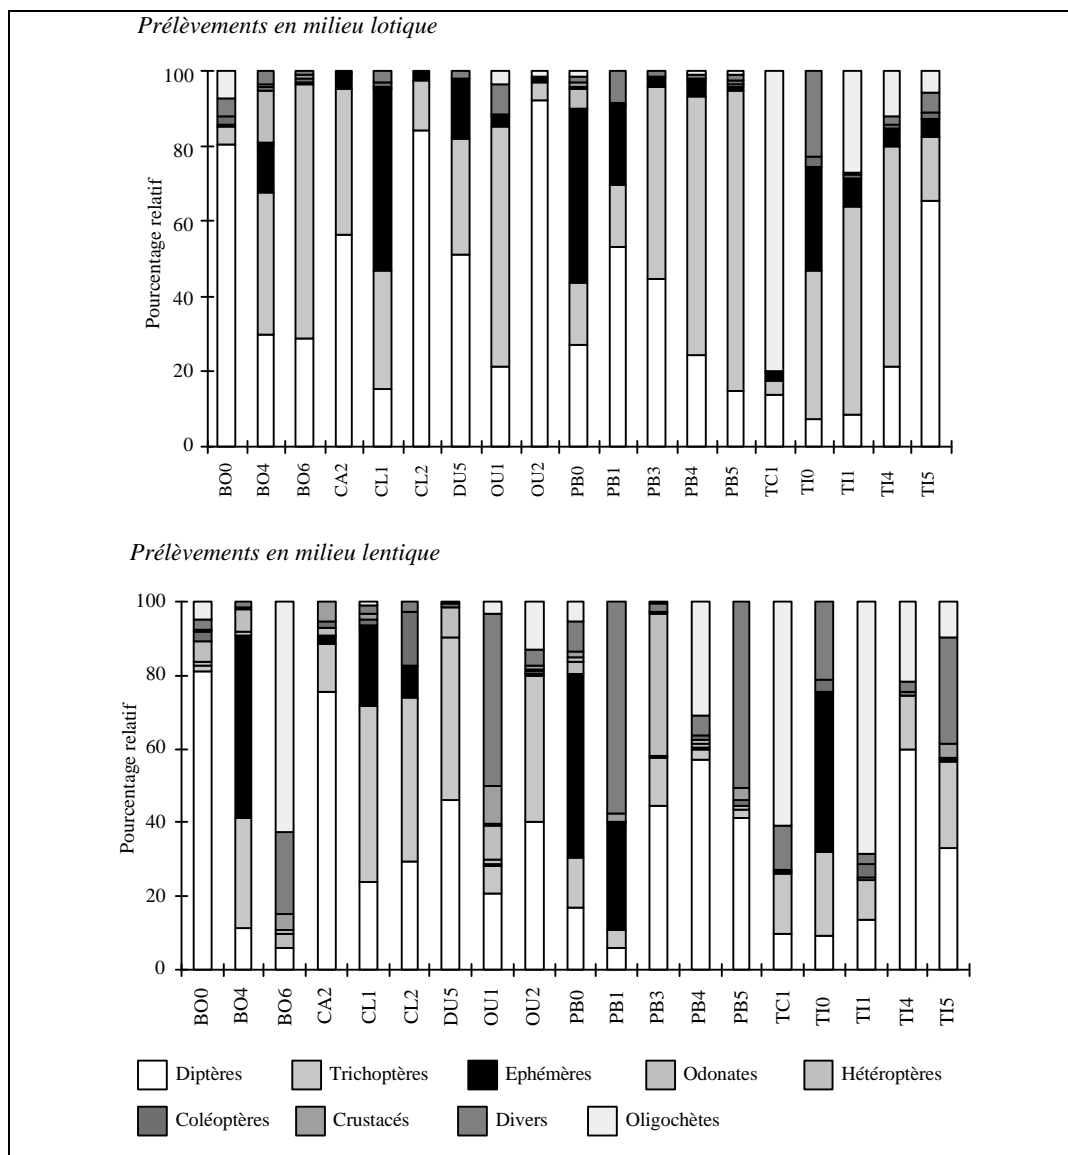 Prélèvements en milieu lotique
Pourcentage relatif
100
80
60
40
20
0
BO0 BO4 BO6 CA2 CL1 CL2 DU5 OU1 OU2 PB0 PB1 PB3 PB4 PB5 TC1 TI0 TI1 TI4 TI5
Prélèvements en milieu lentique
Pourcentage relatif
100
80
60
40
20
0
BO0 BO4 BO6 CA2 CL1 CL2 DU5 OU1 OU2 PB0 PB1 PB3 PB4 PB5 TC1 TI0 TI1 TI4 TI5
Diptères Trichoptères Ephémères Odonates Hétéroptères
Coléoptères Crustacés Divers Oligochètes